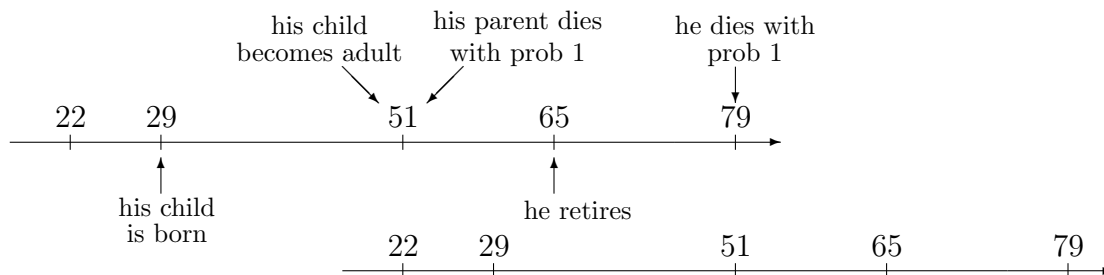 his child
becomes adult
his parent dies
with prob 1
he dies with
prob 1
22 29 51 65 79
his child
is born
he retires
22 29 51 65 79